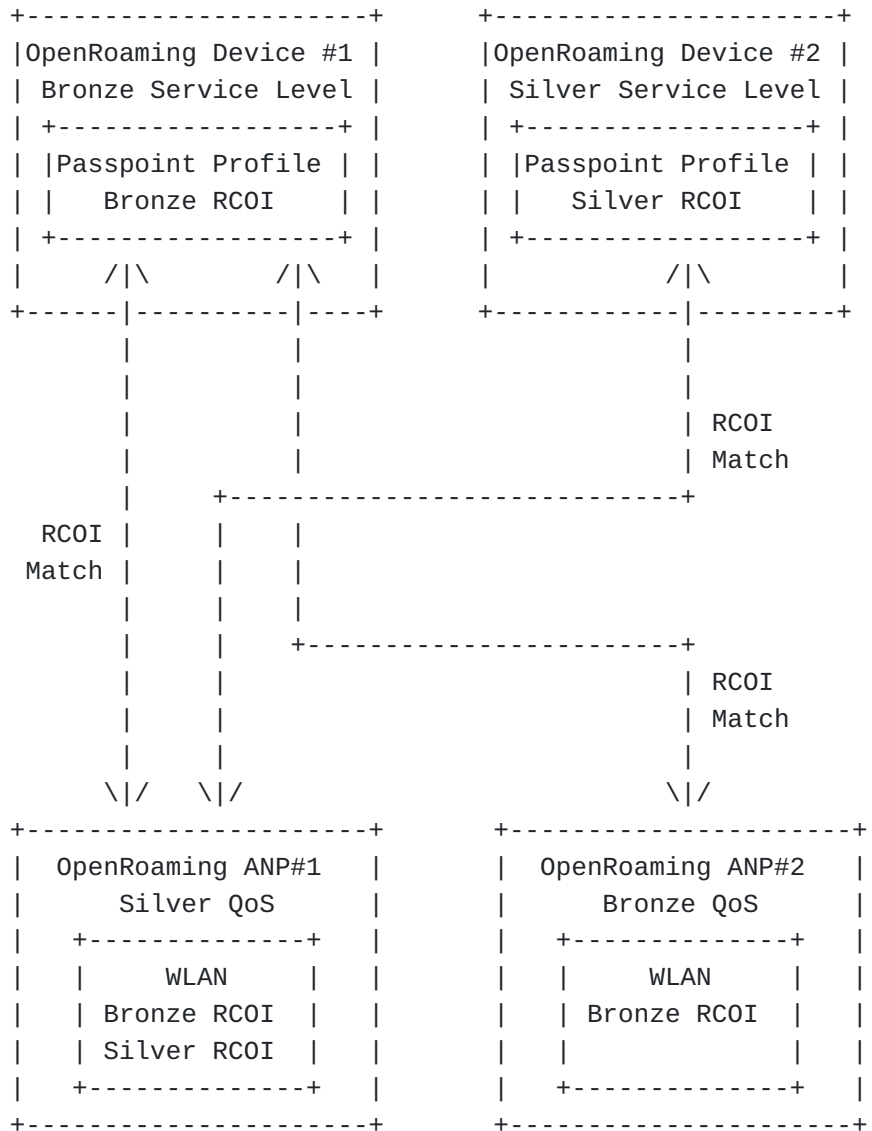 OpenRoaming Device #1
Bronze Service Level
Passpoint Profile
Bronze RCOI
OpenRoaming Device #2
Silver Service Level
Passpoint Profile
Silver RCOI
RCOI
Match
RCOI
Match
RCOI
Match
OpenRoaming ANP#1
Silver QoS
WLAN
Bronze RCOI
Silver RCOI
OpenRoaming ANP#2
Bronze QoS
WLAN
Bronze RCOI